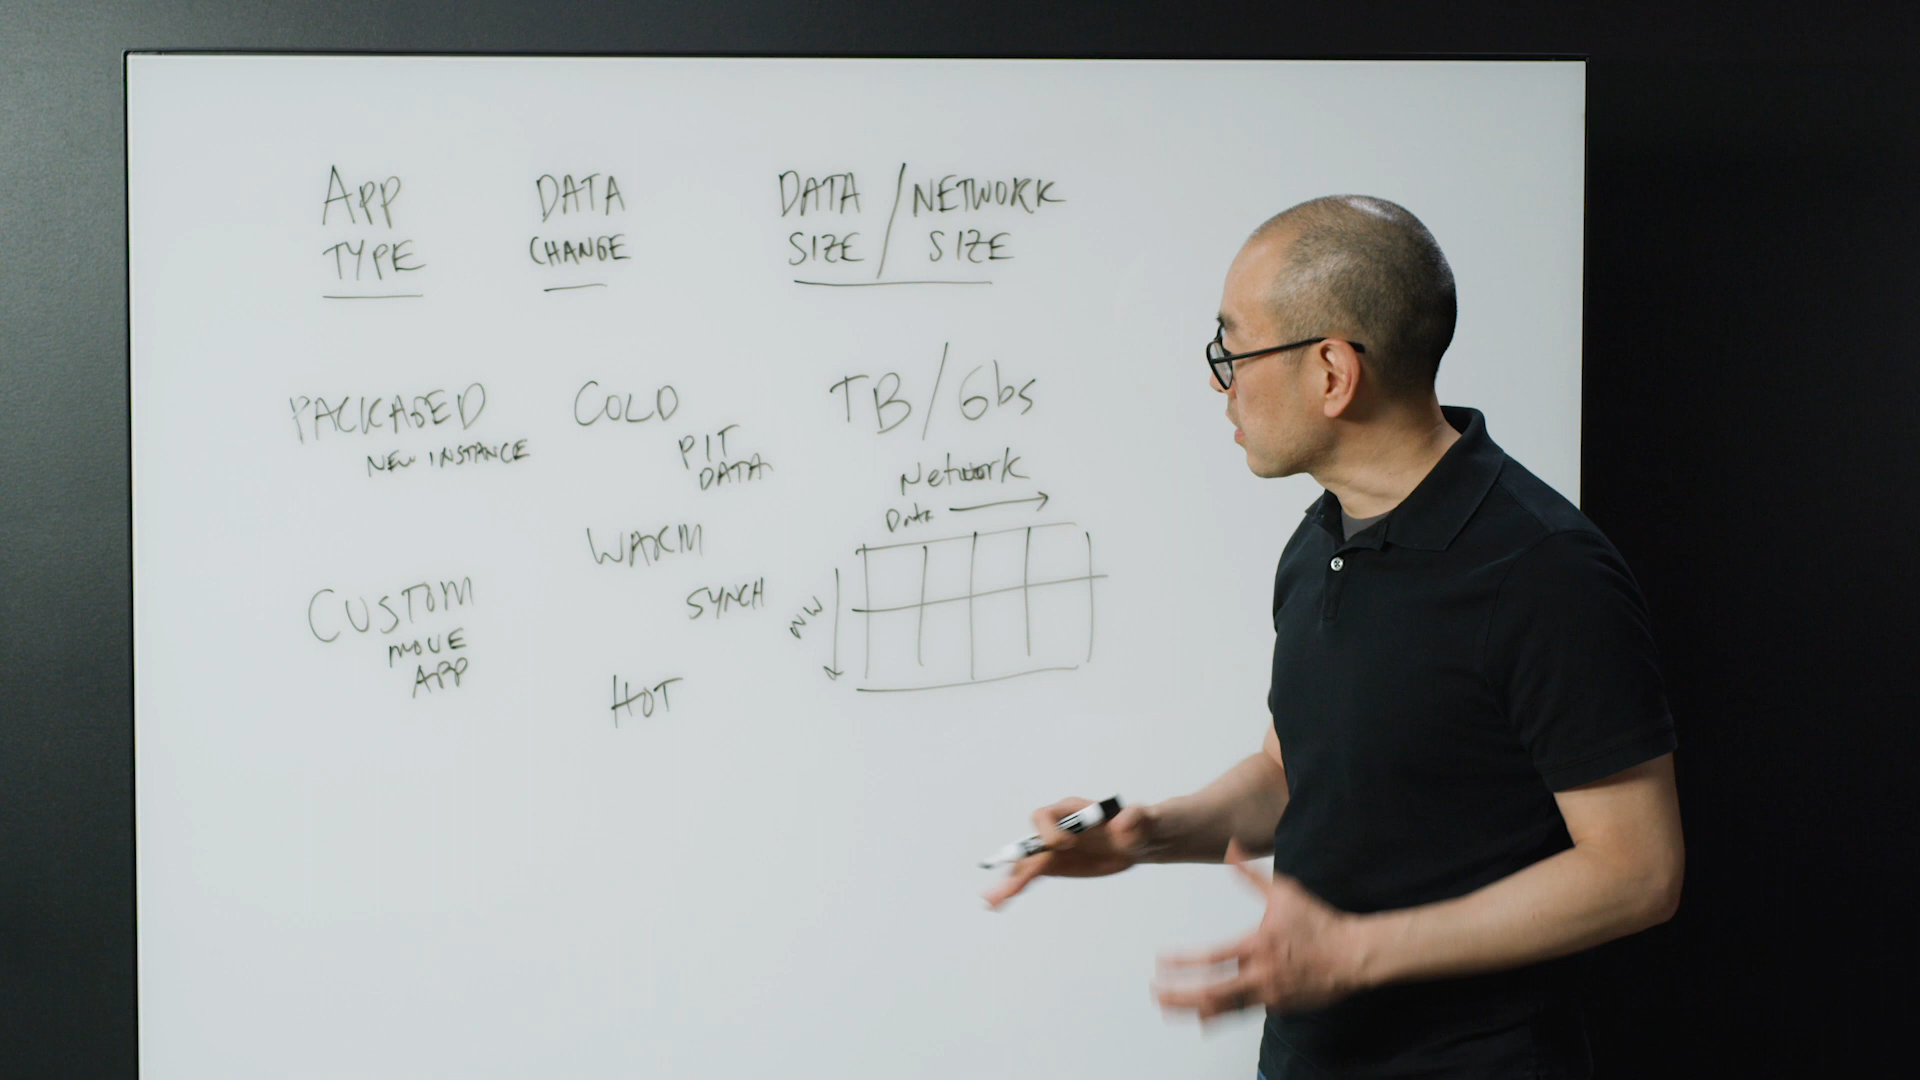 APP
TYPE
DATA
CHANGE
DATA / NETWORK
SIZE SIZE
PACKAGED
NEW INSTANCE
COLD
PIT
DATA
TB / Gbs
Network
Data
WARM
SYNCH
NW
CUSTOM
MOVE
APP
HOT